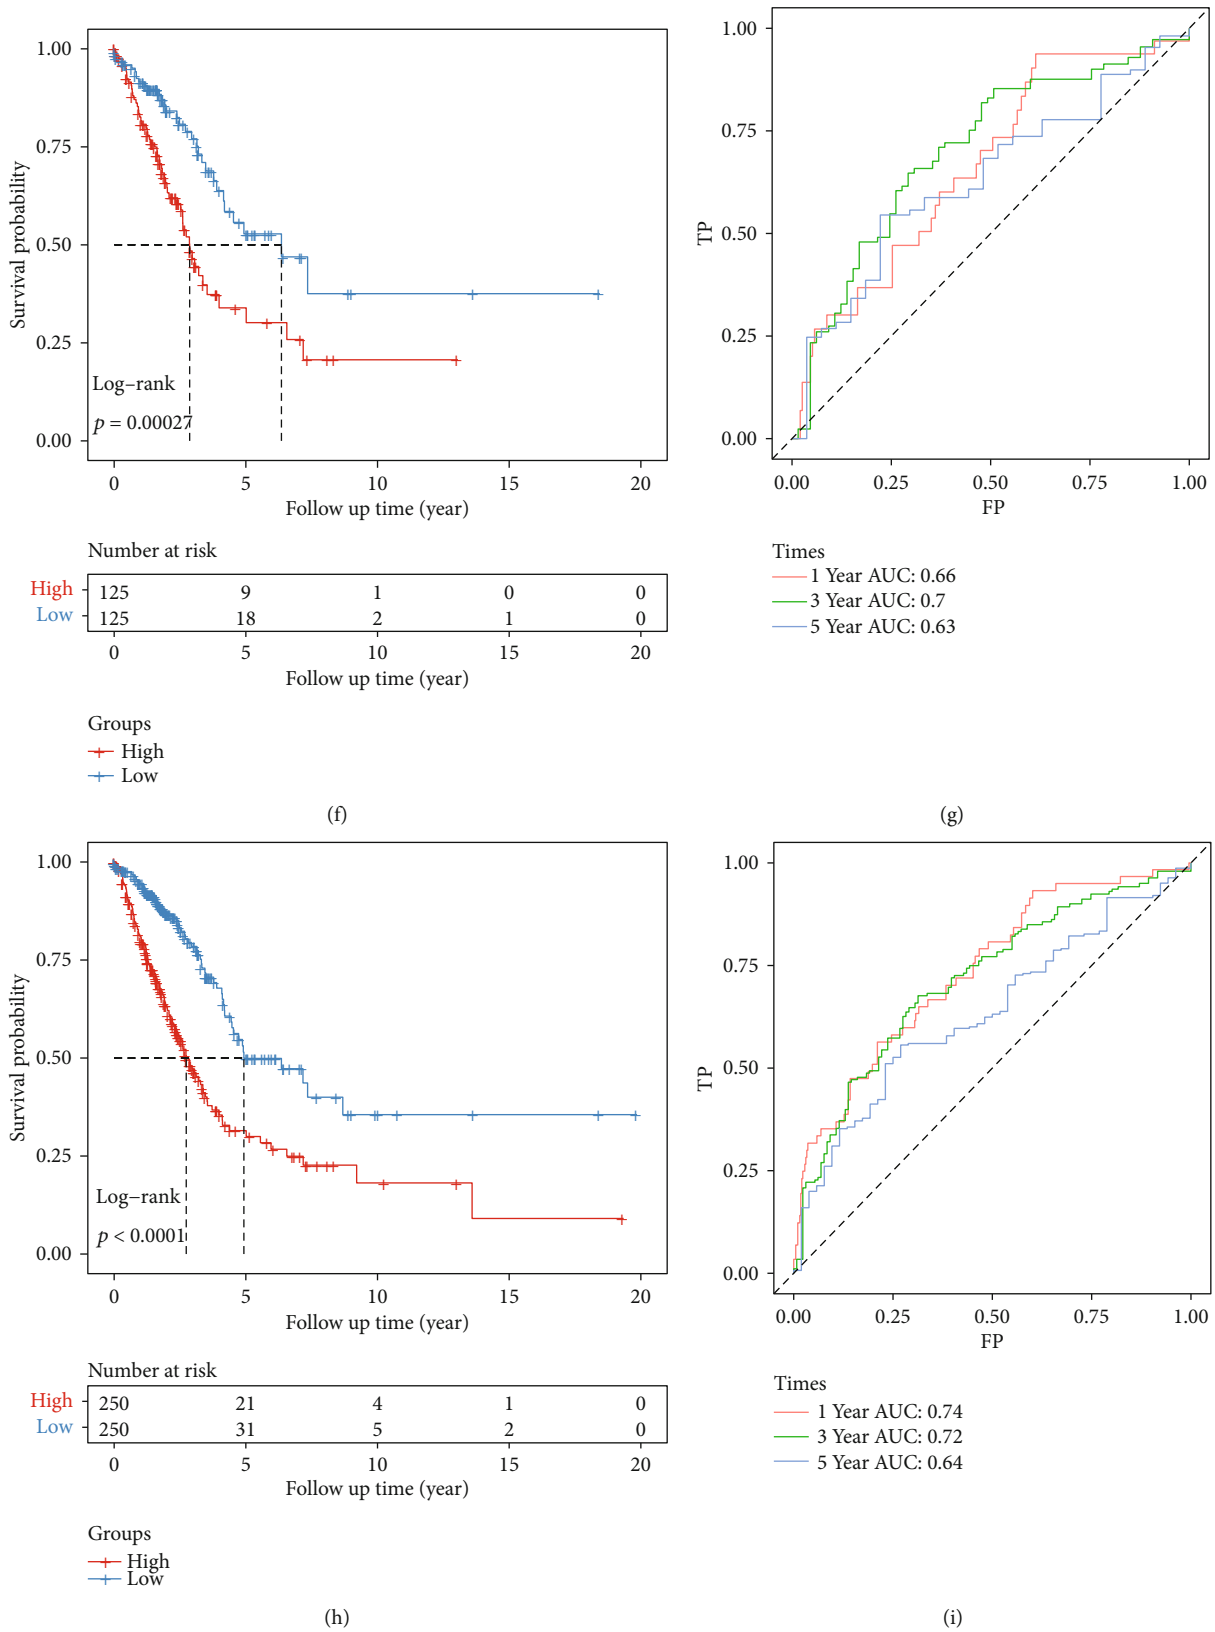 1.00
0.75
0.50
0.25
0.00
Survival probability
Log–rank
p = 0.00027
0 5 10 15 20
Follow up time (year)
Number at risk
High 125 9 1 0 0
Low 125 18 2 1 0
0 5 10 15 20
Follow up time (year)
Groups
High
Low
(f)
1.00
0.75
0.50
0.25
0.00
TP
0.00 0.25 0.50 0.75 1.00
FP
Times
1 Year AUC: 0.66
3 Year AUC: 0.7
5 Year AUC: 0.63
(g)
1.00
0.75
0.50
0.25
0.00
Survival probability
Log–rank
p < 0.0001
0 5 10 15 20
Follow up time (year)
Number at risk
High 250 21 4 1 0
Low 250 31 5 2 0
0 5 10 15 20
Follow up time (year)
Groups
High
Low
(h)
1.00
0.75
0.50
0.25
0.00
TP
0.00 0.25 0.50 0.75 1.00
FP
Times
1 Year AUC: 0.74
3 Year AUC: 0.72
5 Year AUC: 0.64
(i)